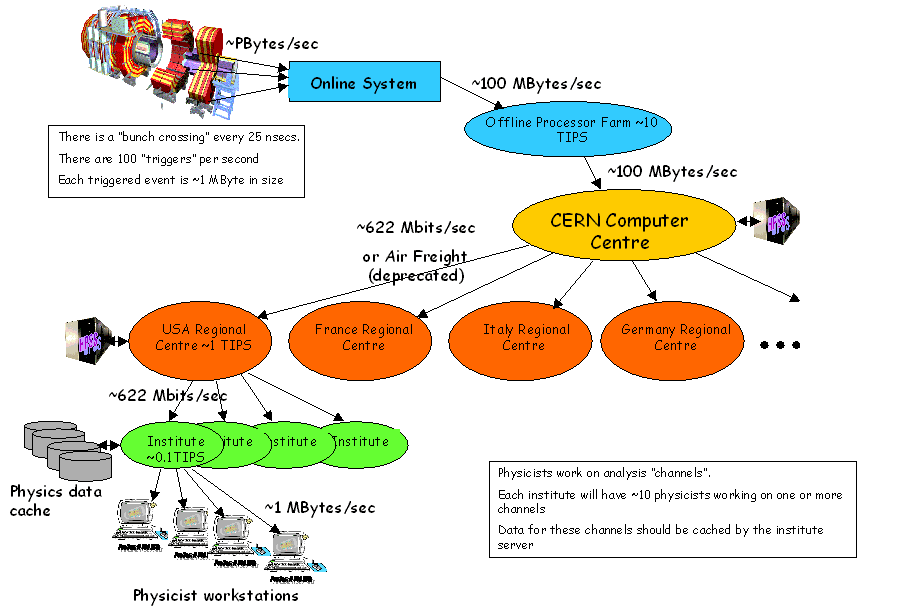 ~PBytes/sec
Online System
~100 MBytes/sec
Offline Processor Farm ~10
TIPS
There is a "bunch crossing" every 25 nsecs.
There are 100 "triggers" per second
Each triggered event is ~1 MByte in size
~100 MBytes/sec
CERN Computer
Centre
HPSS
~622 Mbits/sec
or Air Freight
(deprecated)
USA Regional
Centre ~1 TIPS
France Regional
Centre
Italy Regional
Centre
Germany Regional
Centre
HPSS
~622 Mbits/sec
Institute
~0.1TIPS
itute
stitute
Institute
Physics data
cache
~1 MBytes/sec
Physicists work on analysis "channels".
Each institute will have ~10 physicists working on one or more
channels
Data for these channels should be cached by the institute
server
Physicist workstations